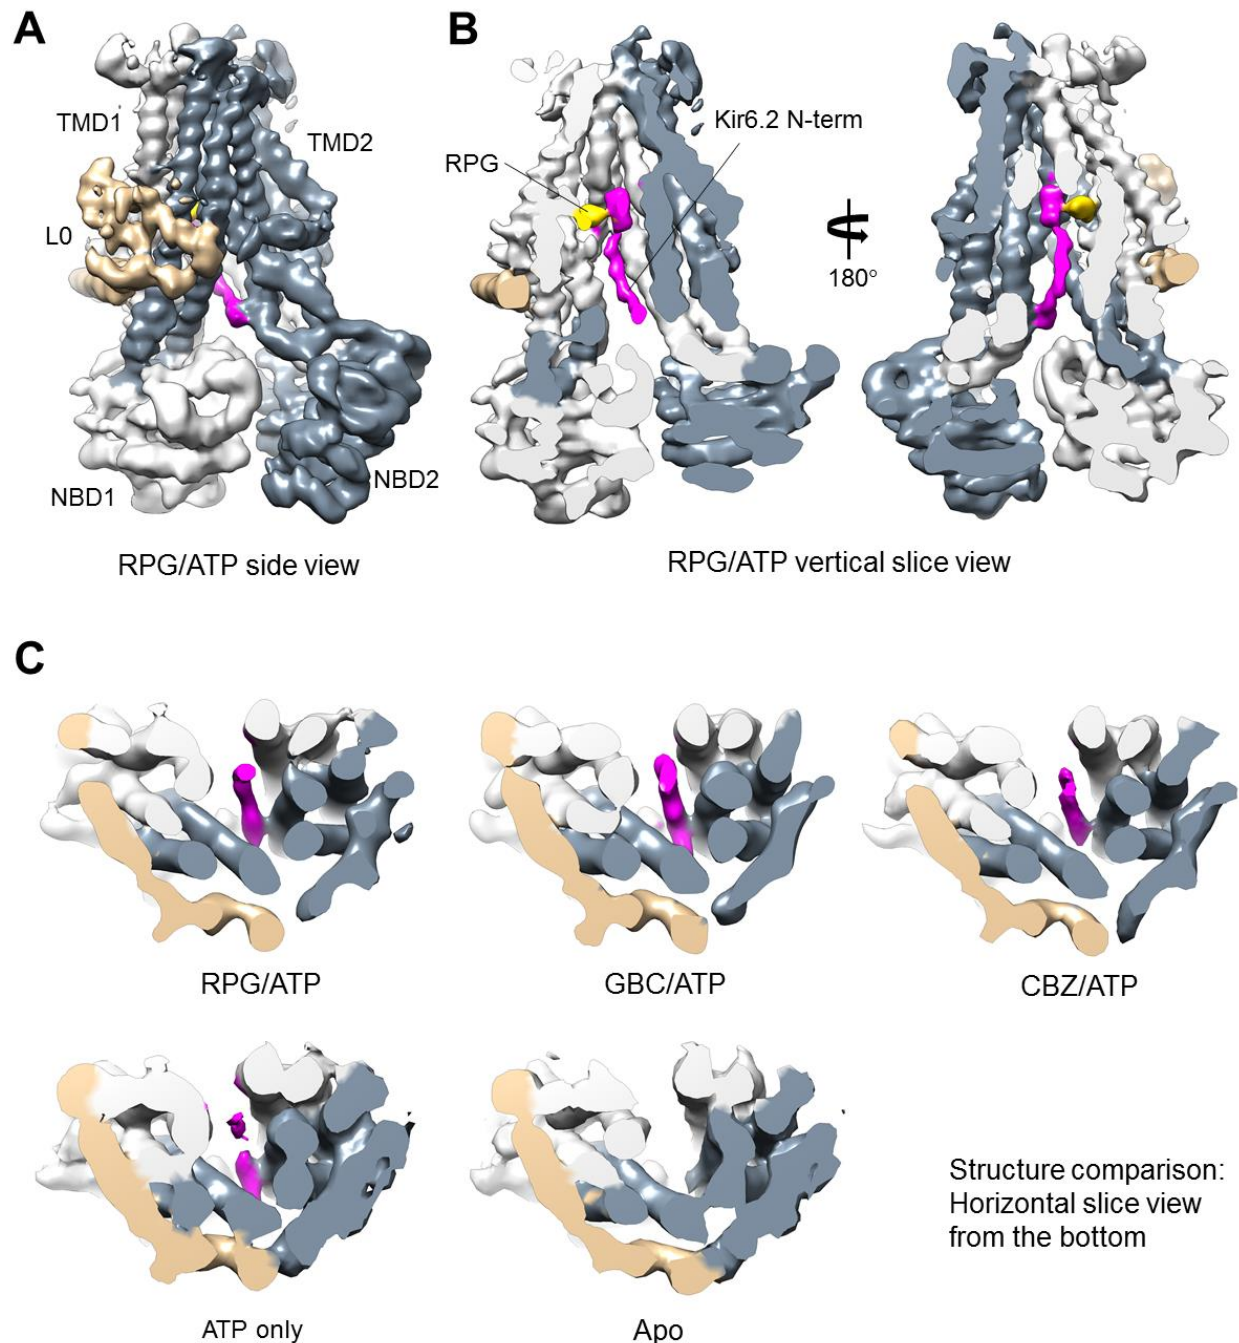 A
B
TMD1
TMD2
Kir6.2 N-term
RPG
L0
180°
NBD1
NBD2
RPG/ATP side view
RPG/ATP vertical slice view
C
RPG/ATP
GBC/ATP
CBZ/ATP
Structure comparison:
Horizontal slice view
from the bottom
ATP only
Apo